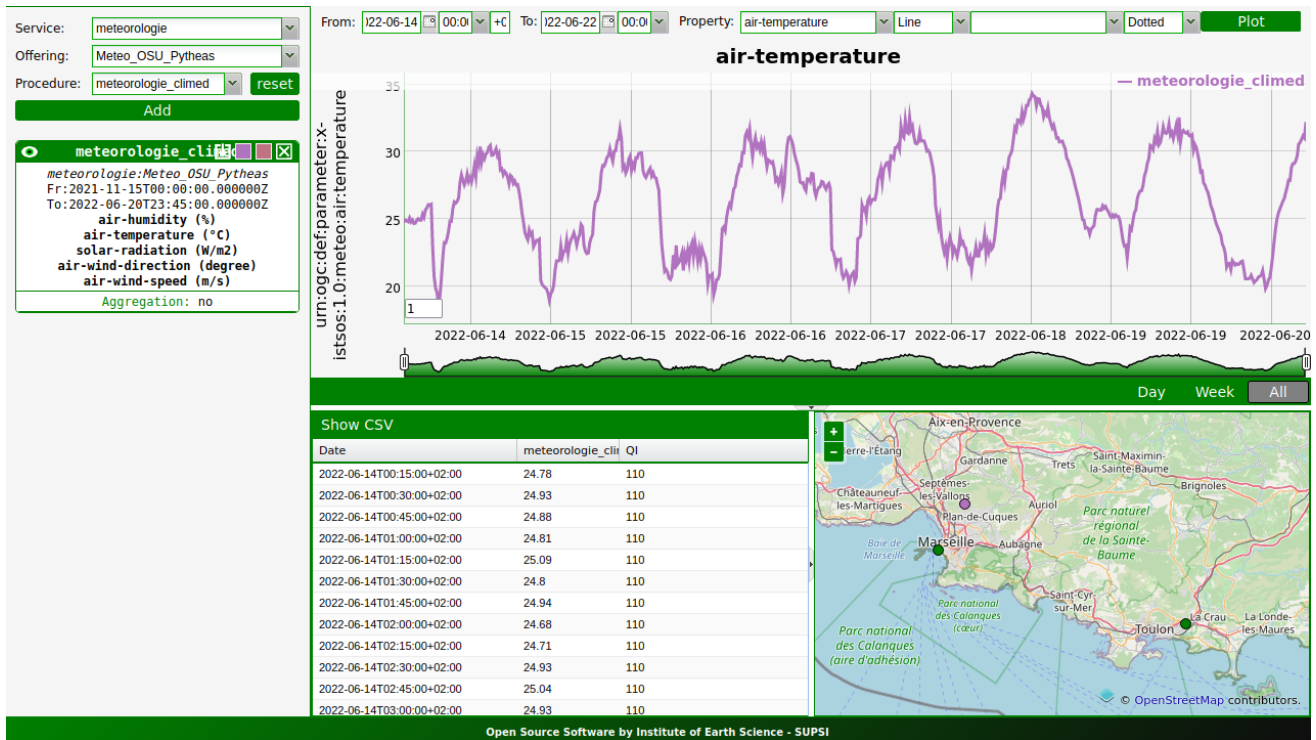 Service: meteorologie
Offering: Meteo_OSU_Pytheas
Procedure: meteorologie_climed reset
Add
meteorologie_cli
meteorologie:Meteo_OSU_Pytheas
Fr:2021-11-15T00:00:00.000000Z
To:2022-06-20T23:45:00.000000Z
air-humidity (%)
air-temperature (°C)
solar-radiation (W/m2)
air-wind-direction (degree)
air-wind-speed (m/s)
Aggregation: no
From: )22-06-14 00:00 +0 To: )22-06-22 00:00 Property: air-temperature Line Dotted Plot
air-temperature
— meteorologie_climed
urn:ogc:def:parameter:x-
istsos:1.0:meteo:air:temperature
35
30
25
20
1
2022-06-14 2022-06-15 2022-06-15 2022-06-16 2022-06-16 2022-06-17 2022-06-17 2022-06-18 2022-06-19 2022-06-19 2022-06-20
Day Week All
Show CSV
Date meteorologie_clir QI
2022-06-14T00:15:00+02:00 24.78 110
2022-06-14T00:30:00+02:00 24.93 110
2022-06-14T00:45:00+02:00 24.88 110
2022-06-14T01:00:00+02:00 24.81 110
2022-06-14T01:15:00+02:00 25.09 110
2022-06-14T01:30:00+02:00 24.8 110
2022-06-14T01:45:00+02:00 24.94 110
2022-06-14T02:00:00+02:00 24.68 110
2022-06-14T02:15:00+02:00 24.71 110
2022-06-14T02:30:00+02:00 24.93 110
2022-06-14T02:45:00+02:00 25.04 110
2022-06-14T03:00:00+02:00 24.93 110
+
−
Aix-en-Provence
ierre-l'Étang
Gardanne
Trets
Saint-Maximin-
la-Sainte-Baume
Brignoles
Châteauneuf-
les-Martigues
Septèmes-
les-Vallons
Plan-de-Cuques
Auriol
Parc naturel
régional
de la Sainte-
Baume
Baie de
Marseille
Marseille
Aubagne
Saint-Cyr-
sur-Mer
Parc national
des Calanques
(cœur)
Parc national
des Calanques
(aire d'adhésion)
Toulon
La Crau
La Londe-
les-Maures
© OpenStreetMap contributors.
Open Source Software by Institute of Earth Science - SUPSI